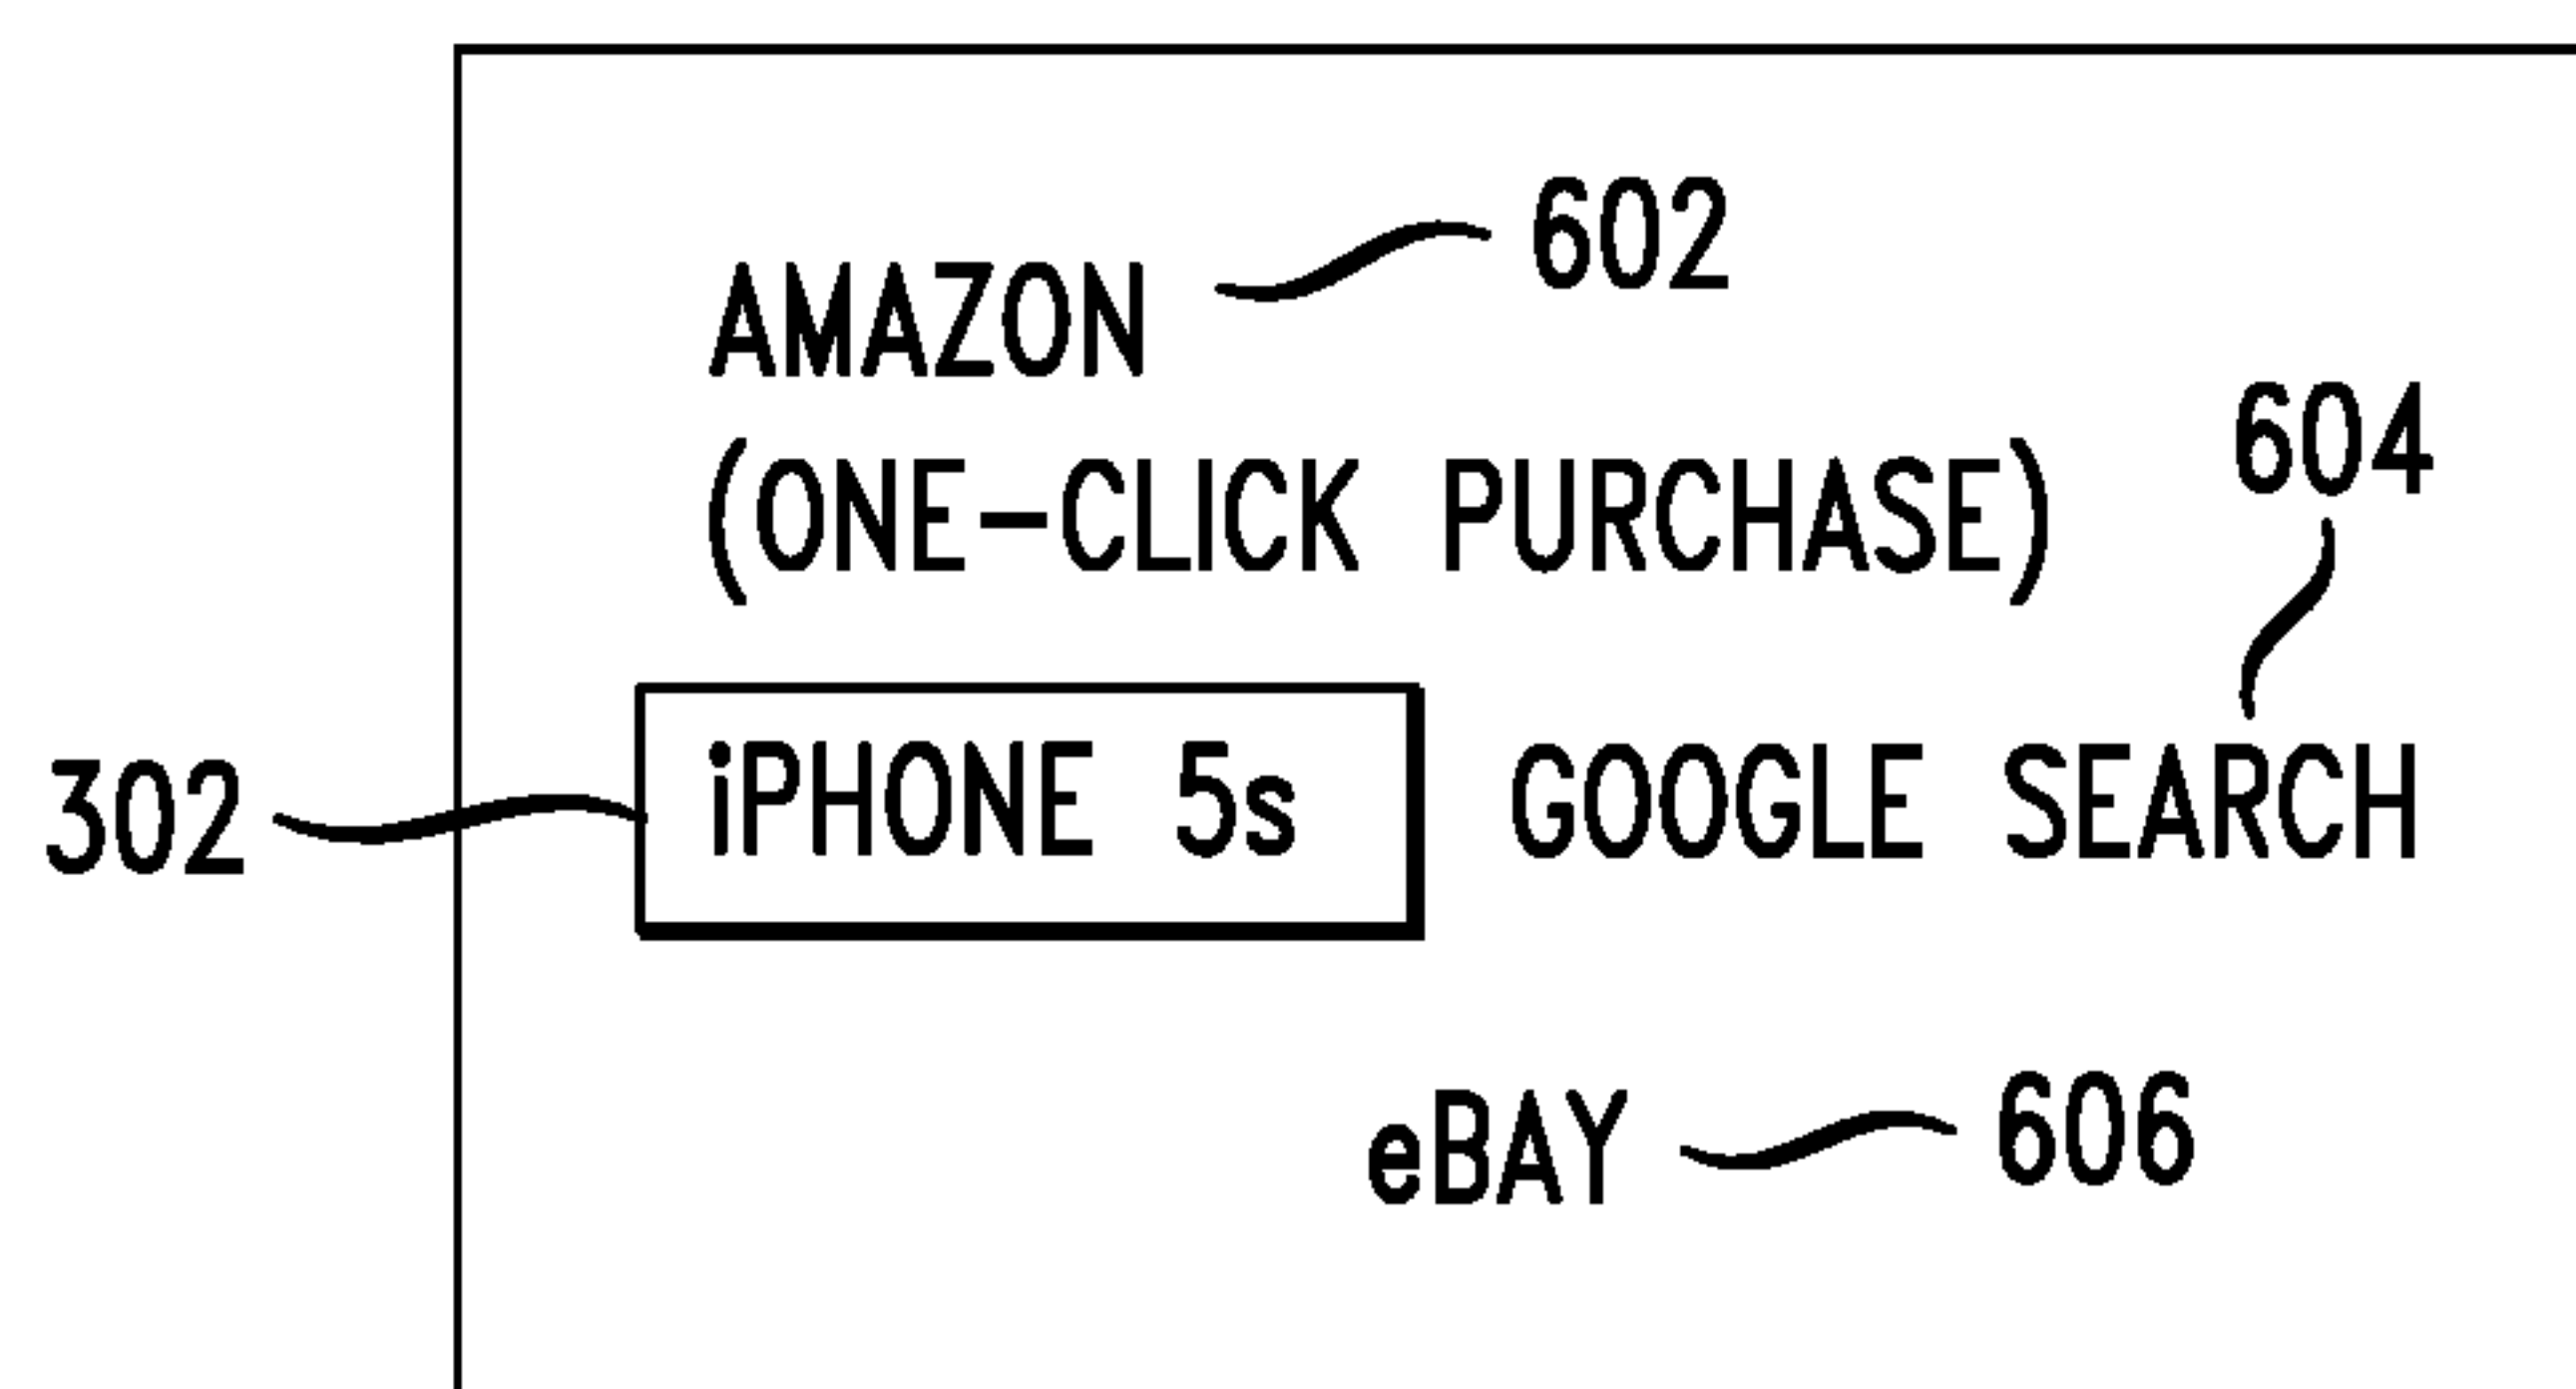 602
AMAZON
604
(ONE-CLICK PURCHASE)
302
iPHONE 5s
GOOGLE SEARCH
eBAY
606